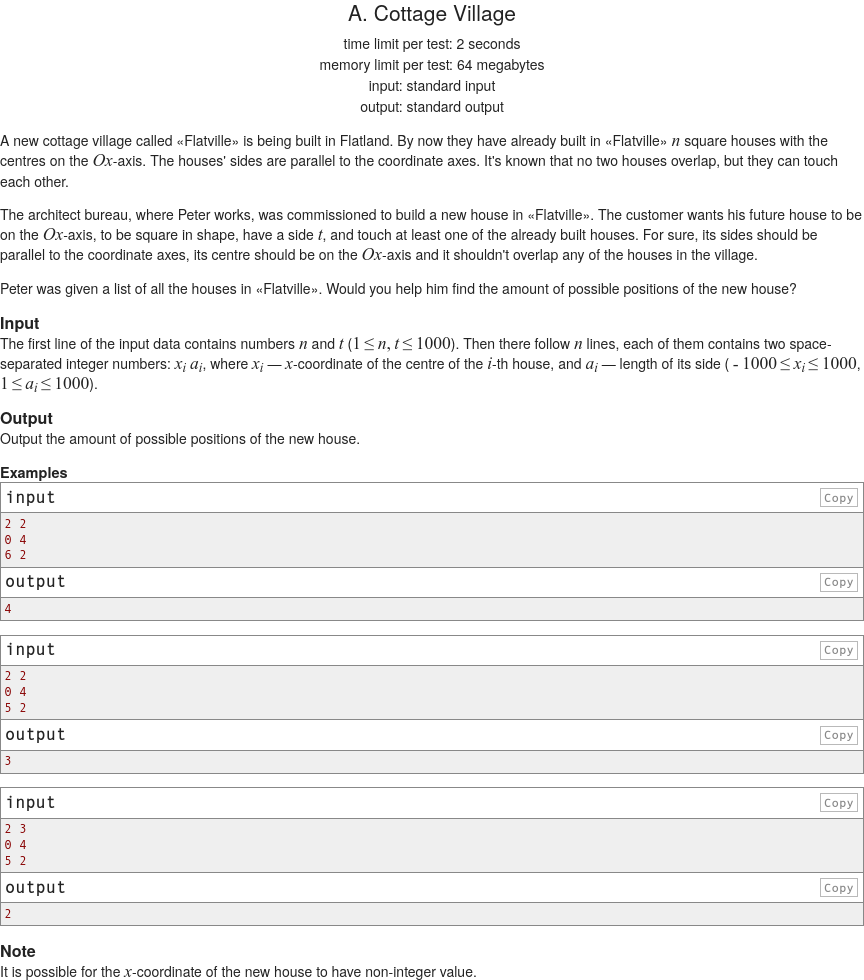 A. Cottage Village
time limit per test: 2 seconds
memory limit per test: 64 megabytes
input: standard input
output: standard output
A new cottage village called «Flatville» is being built in Flatland. By now they have already built in «Flatville» n square houses with the
centres on the Ox-axis. The houses' sides are parallel to the coordinate axes. It's known that no two houses overlap, but they can touch
each other.
The architect bureau, where Peter works, was commissioned to build a new house in «Flatville». The customer wants his future house to be
on the Ox-axis, to be square in shape, have a side t, and touch at least one of the already built houses. For sure, its sides should be
parallel to the coordinate axes, its centre should be on the Ox-axis and it shouldn't overlap any of the houses in the village.
Peter was given a list of all the houses in «Flatville». Would you help him find the amount of possible positions of the new house?
Input
The first line of the input data contains numbers n and t (1 ≤ n, t ≤ 1000). Then there follow n lines, each of them contains two space-
separated integer numbers: xi ai, where xi — x-coordinate of the centre of the i-th house, and ai — length of its side ( - 1000 ≤ xi ≤ 1000,
1 ≤ ai ≤ 1000).
Output
Output the amount of possible positions of the new house.
Examples
input Copy
2 2
0 4
6 2
output Copy
4
input Copy
2 2
0 4
5 2
output Copy
3
input Copy
2 3
0 4
5 2
output Copy
2
Note
It is possible for the x-coordinate of the new house to have non-integer value.